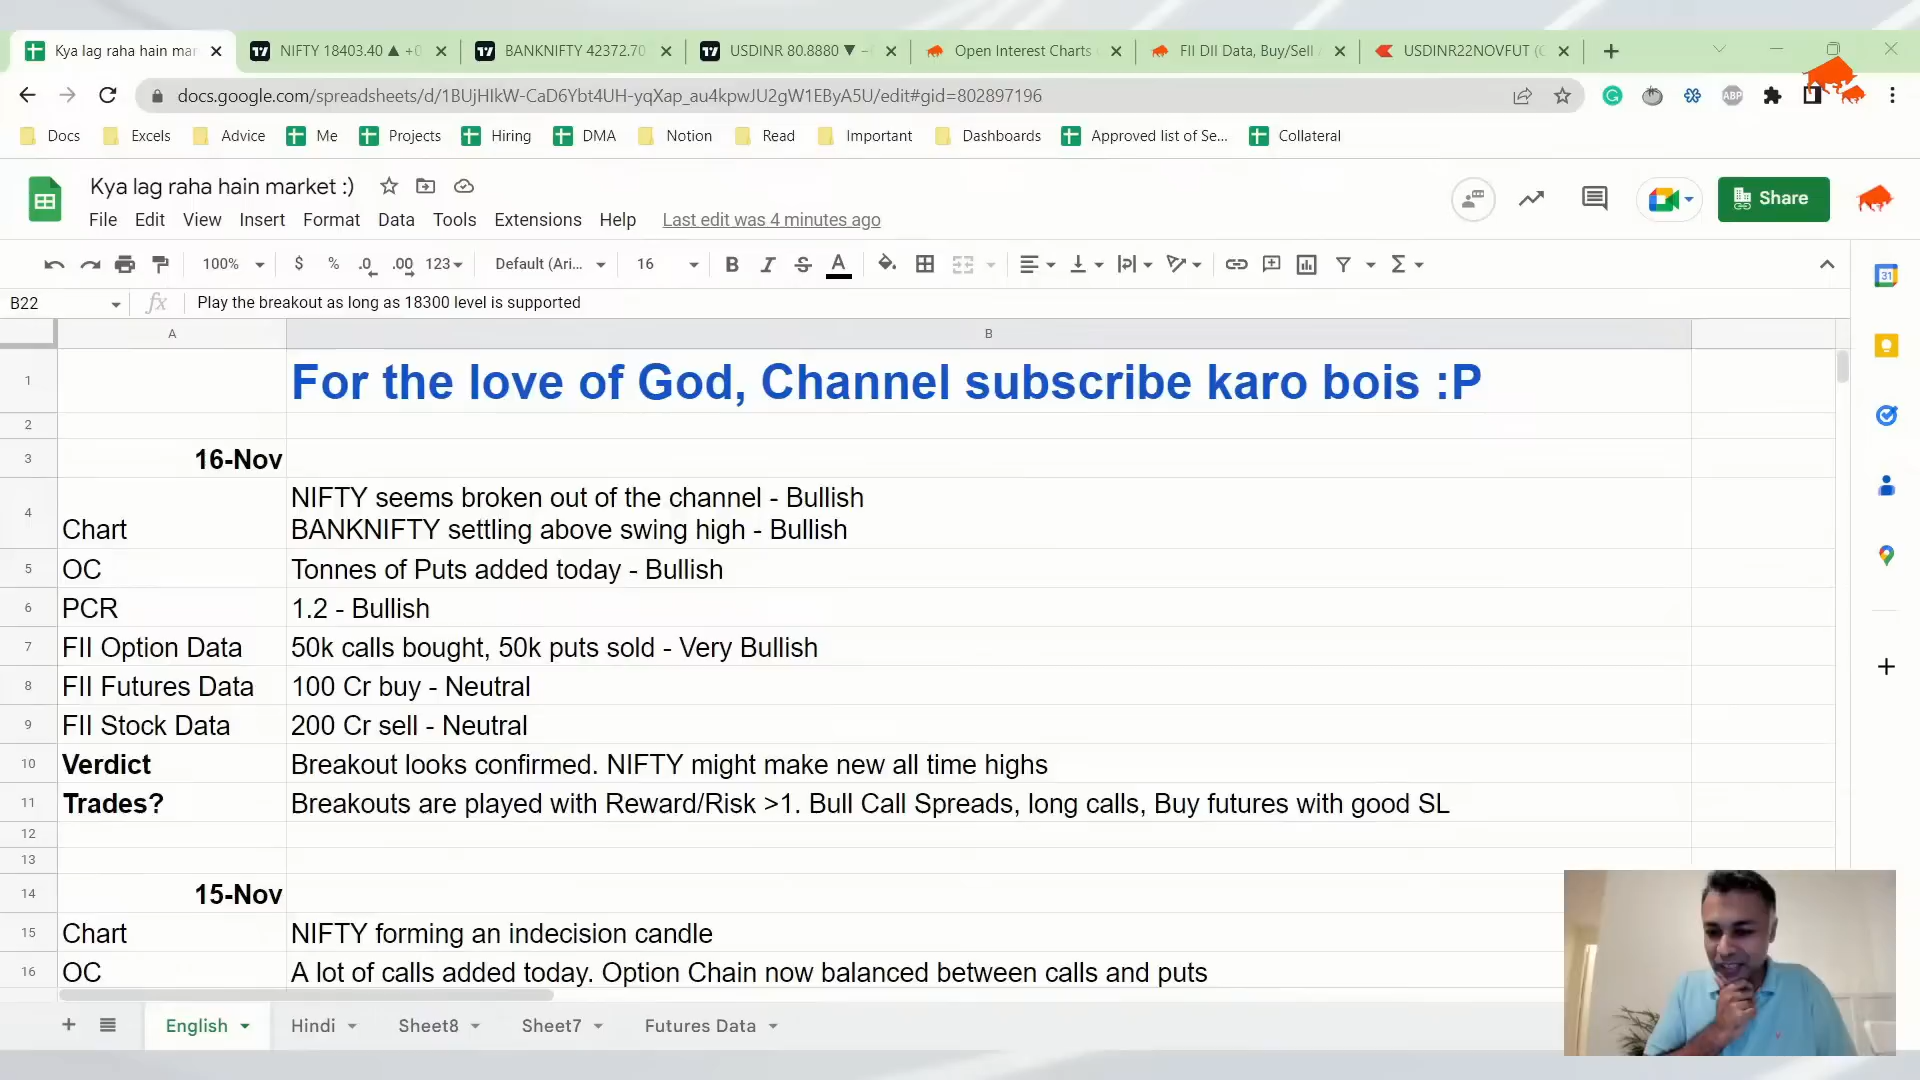 Kya lag raha hain mar
NIFTY 18403.40 ▲ +0
BANKNIFTY 42372.70
USDINR 80.8880 ▼ −
Open Interest Charts
FII DII Data, Buy/Sell
USDINR22NOVFUT (
docs.google.com/spreadsheets/d/1BUjHIkW-CaD6Ybt4UH-yqXap_au4kpwJU2gW1EByA5U/edit#gid=802897196
ABP
Docs
Excels
Advice
Me
Projects
Hiring
DMA
Notion
Read
Important
Dashboards
Approved list of Se...
Collateral
Kya lag raha hain market :)
File Edit View Insert Format Data Tools Extensions Help
Last edit was 4 minutes ago
Share
100% $ % .0 .00 123 Default (Ari... 16 B I S A Σ
31
B22
fx
Play the breakout as long as 18300 level is supported
A B
1 For the love of God, Channel subscribe karo bois :P
2
3 16-Nov
NIFTY seems broken out of the channel - Bullish
4 Chart BANKNIFTY settling above swing high - Bullish
5 OC Tonnes of Puts added today - Bullish
6 PCR 1.2 - Bullish
7 FII Option Data 50k calls bought, 50k puts sold - Very Bullish
8 FII Futures Data 100 Cr buy - Neutral
9 FII Stock Data 200 Cr sell - Neutral
10 Verdict Breakout looks confirmed. NIFTY might make new all time highs
11 Trades? Breakouts are played with Reward/Risk >1. Bull Call Spreads, long calls, Buy futures with good SL
12
13
14 15-Nov
15 Chart NIFTY forming an indecision candle
16 OC A lot of calls added today. Option Chain now balanced between calls and puts
English Hindi Sheet8 Sheet7 Futures Data